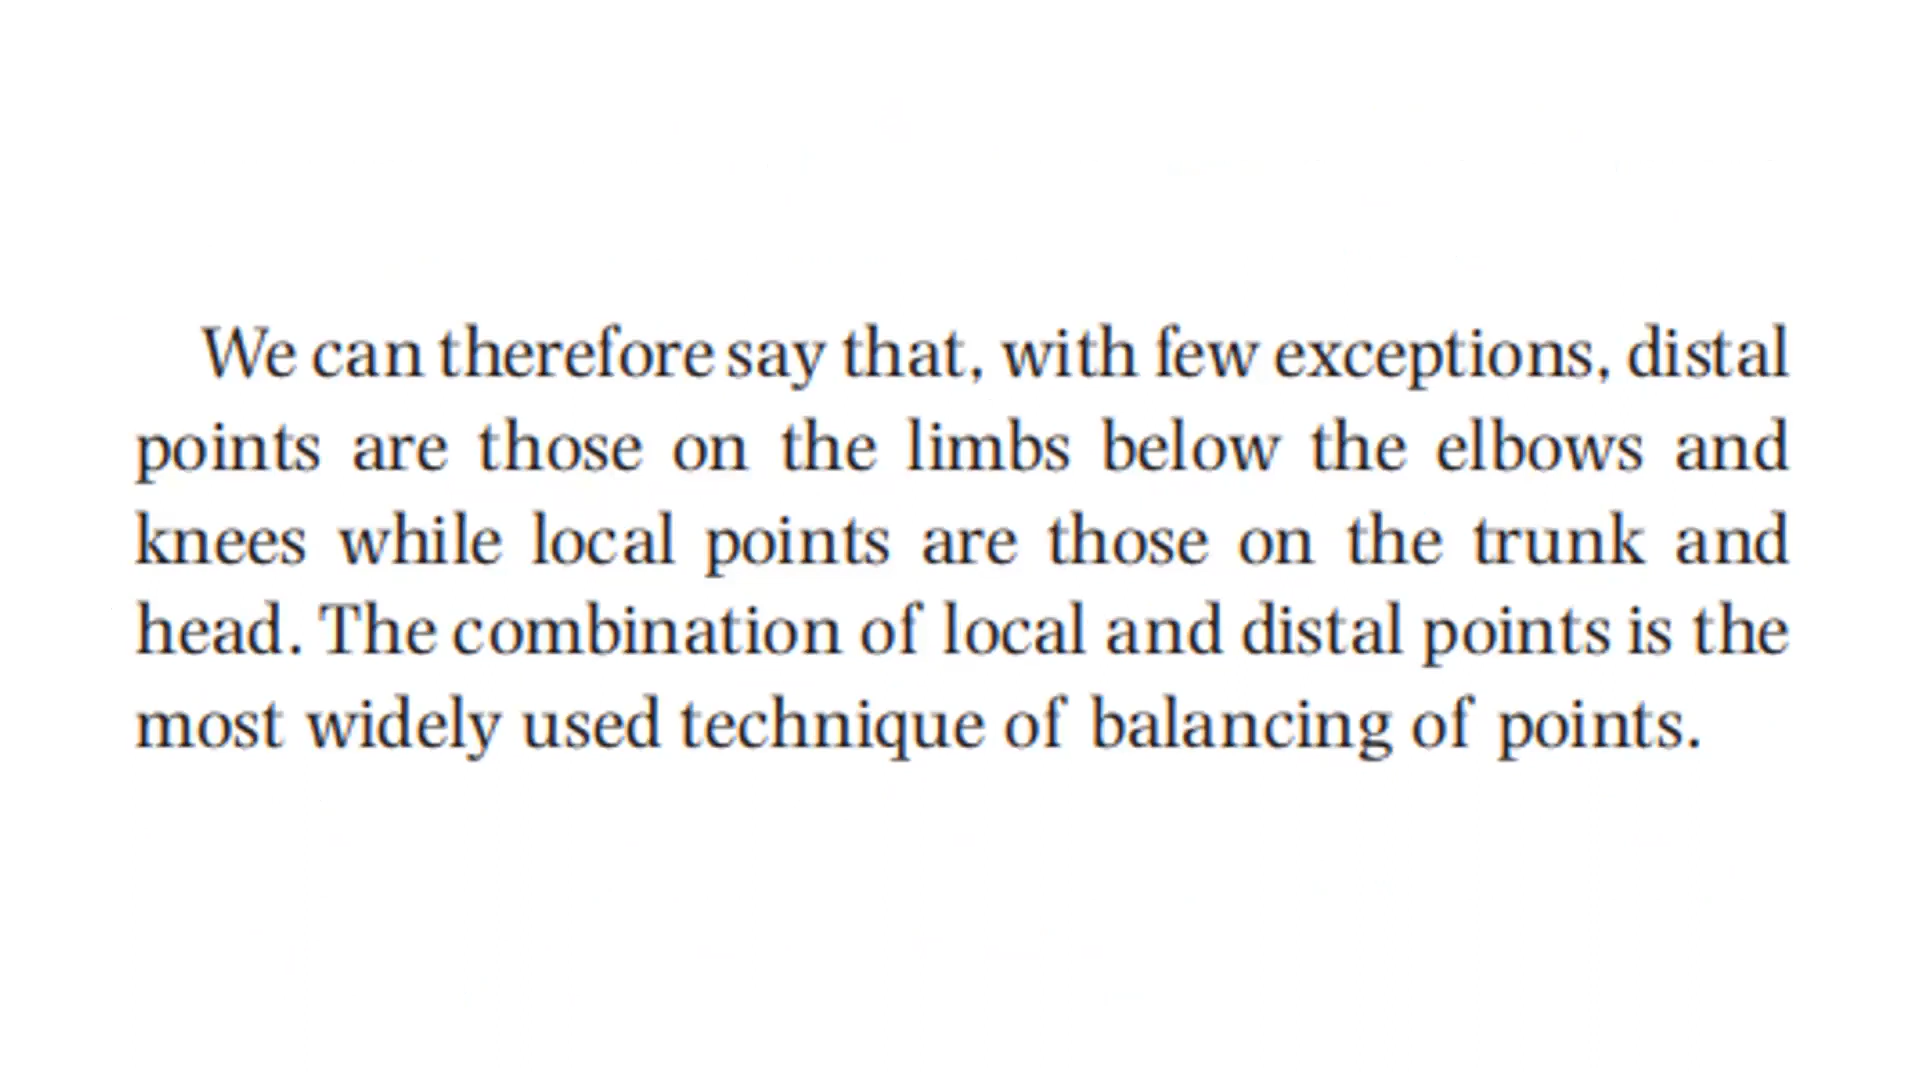 We can therefore say that, with few exceptions, distal
points are those on the limbs below the elbows and
knees while local points are those on the trunk and
head. The combination of local and distal points is the
most widely used technique of balancing of points.